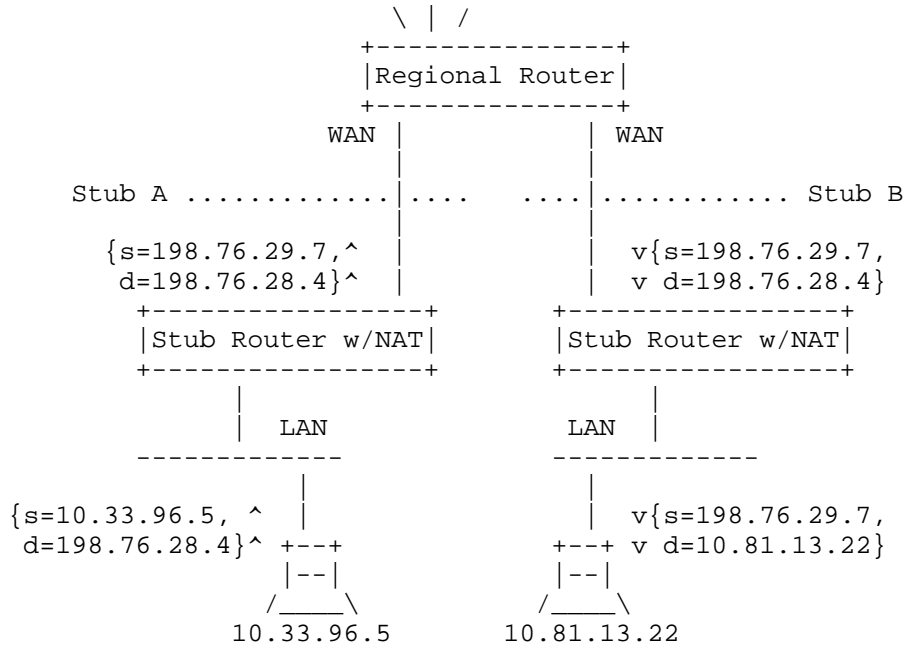 \ | /
+---------------+
|Regional Router|
+---------------+
WAN | | WAN
| |
Stub A .............|.... ....|............ Stub B
| |
{s=198.76.29.7,^ | | v{s=198.76.29.7,
d=198.76.28.4}^ | | v d=198.76.28.4}
+-----------------+ +-----------------+
|Stub Router w/NAT| |Stub Router w/NAT|
+-----------------+ +-----------------+
| |
| LAN LAN |
------------- -------------
| |
{s=10.33.96.5, ^ | | v{s=198.76.29.7,
d=198.76.28.4}^ +--+ +--+ v d=10.81.13.22}
|--| |--|
/____\ /____\
10.33.96.5 10.81.13.22